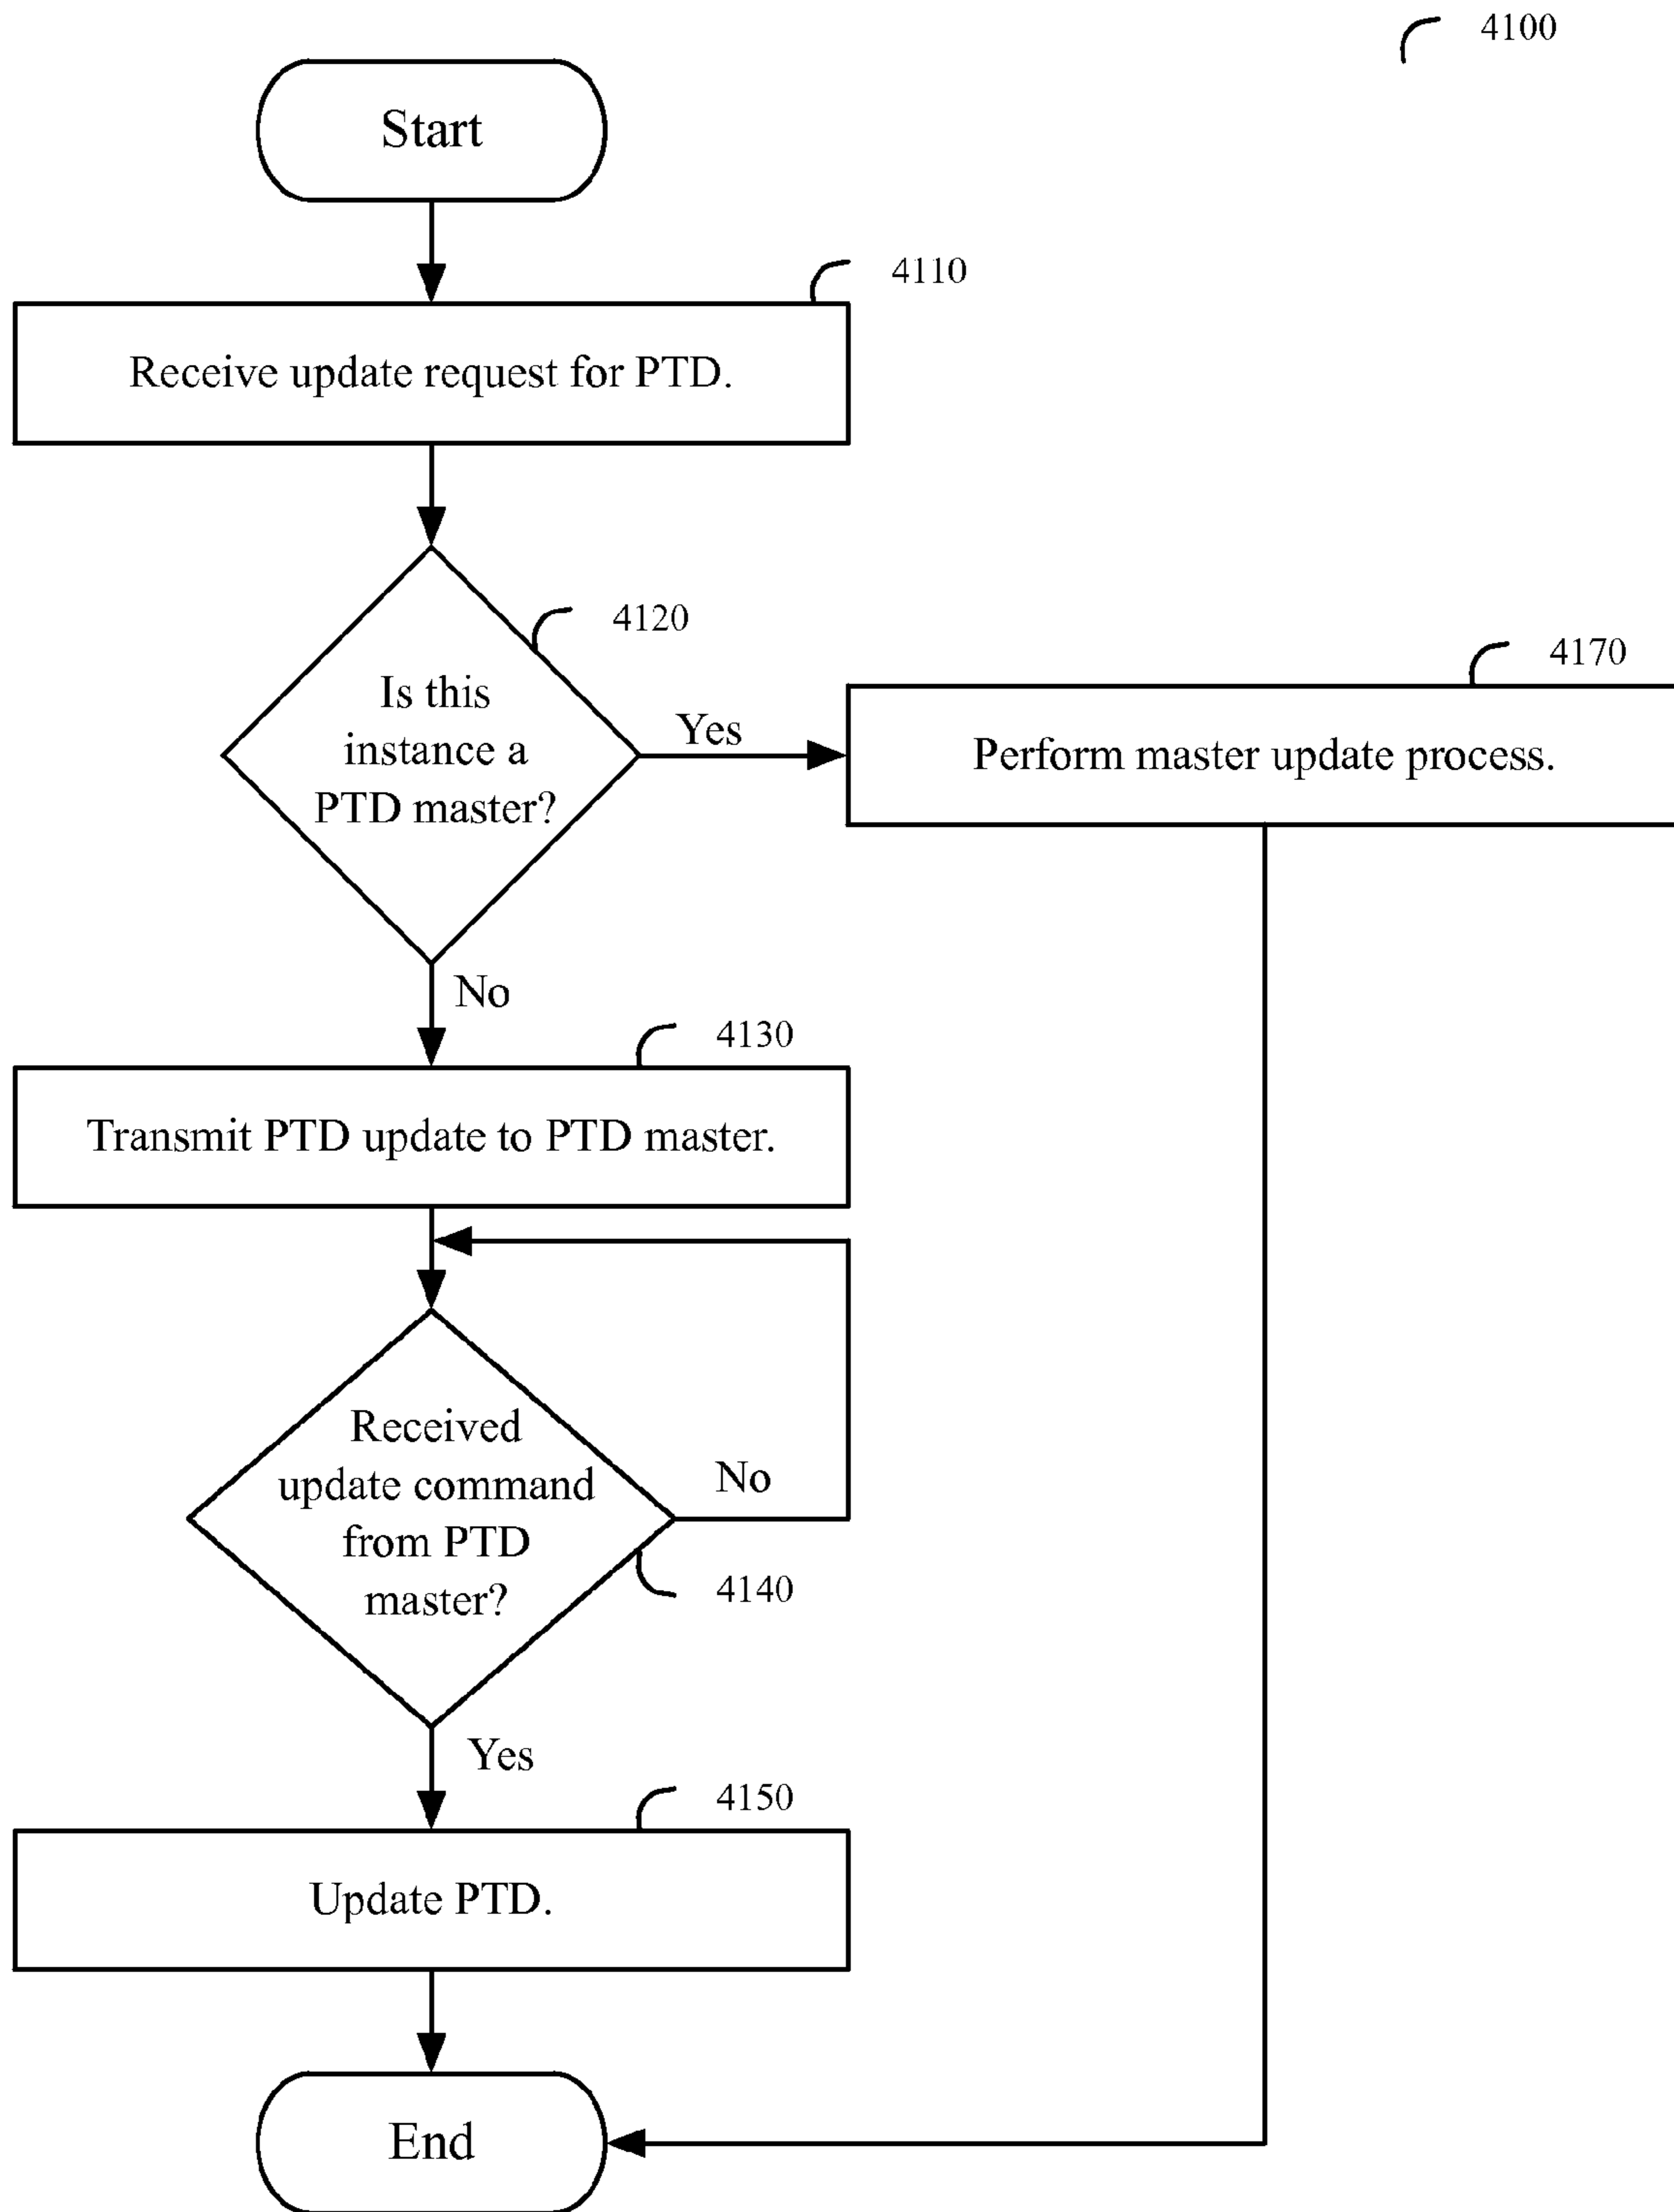 4100
Start
4110
Receive update request for PTD.
4120
Is this
instance a
PTD master?
Yes
4170
Perform master update process.
No
4130
Transmit PTD update to PTD master.
Received
update command
from PTD
master?
No
4140
Yes
4150
Update PTD.
End